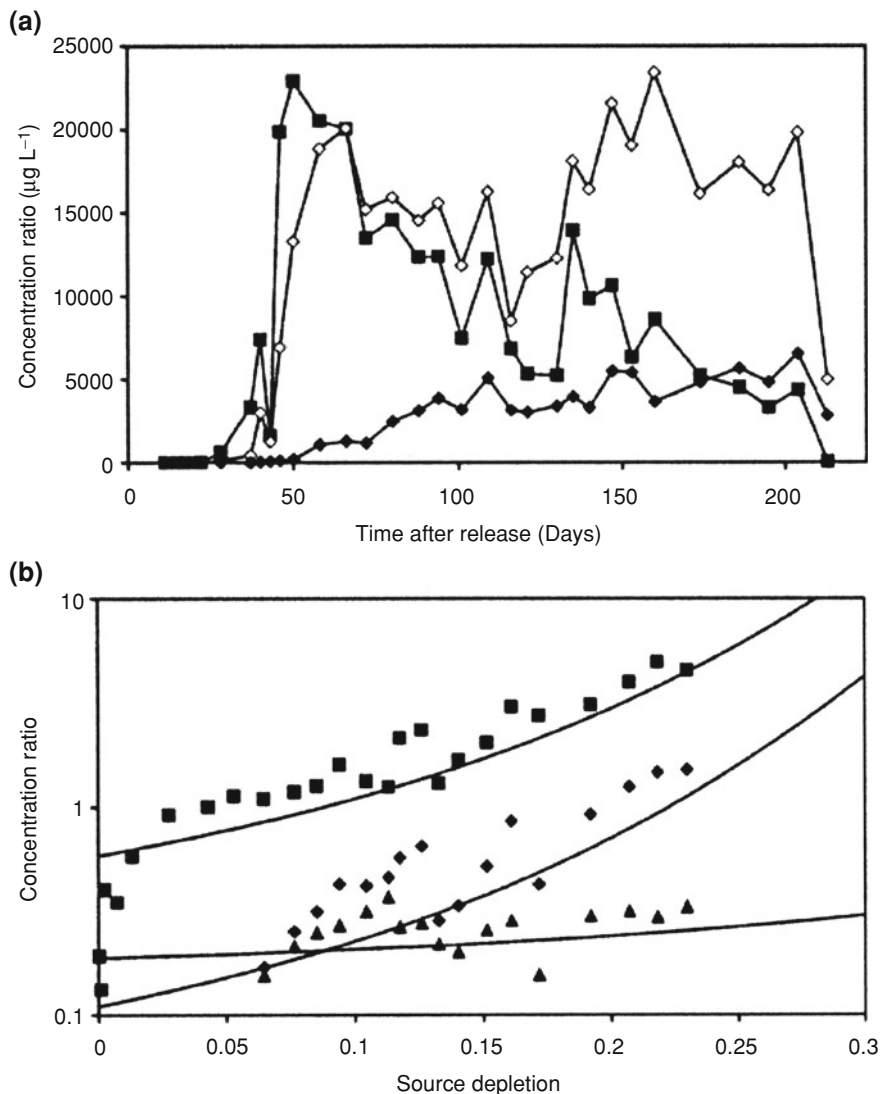 (a)
25000
20000
15000
10000
5000
0
Concentration ratio (µg L⁻¹)
0 50 100 150 200
Time after release (Days)
(b)
10
1
0.1
Concentration ratio
0 0.05 0.1 0.15 0.2 0.25 0.3
Source depletion